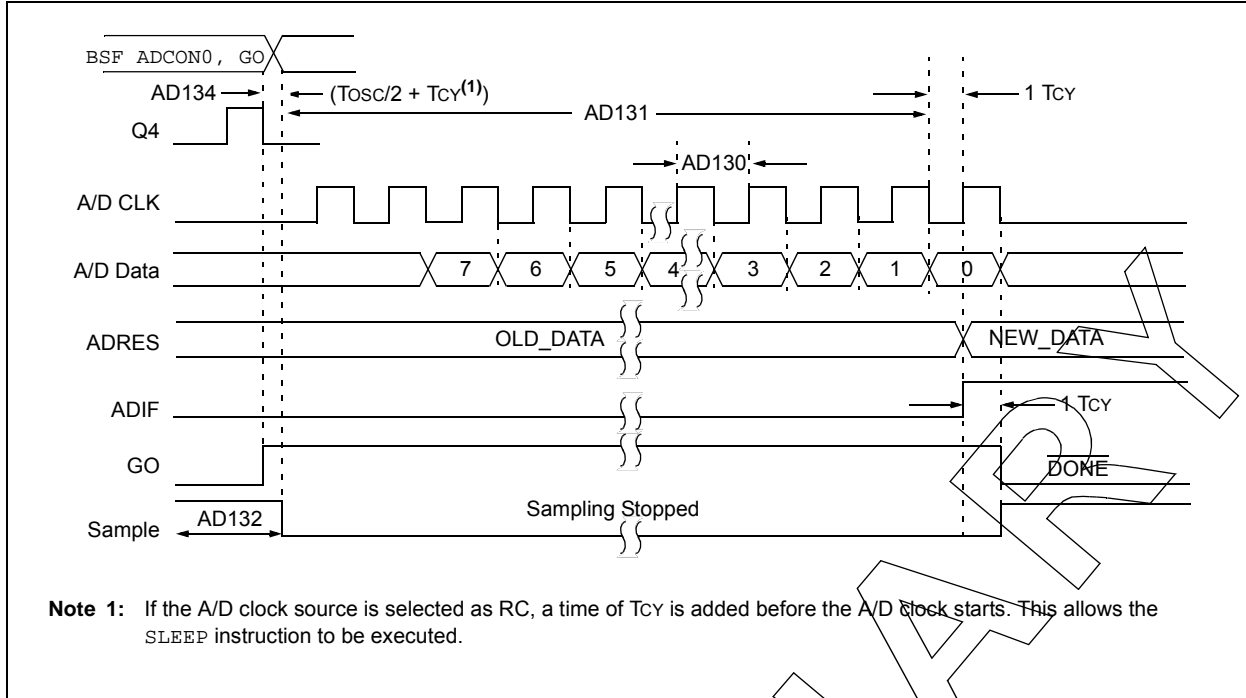 BSF ADCON0, GO
AD134
(TOSC/2 + TCY(1))
1 TCY
AD131
Q4
AD130
A/D CLK
A/D Data
7 6 5 4 3 2 1 0
ADRES
OLD_DATA
NEW_DATA
ADIF
1 TCY
GO
DONE
Sample
AD132
Sampling Stopped
Note 1: If the A/D clock source is selected as RC, a time of TCY is added before the A/D clock starts. This allows the
SLEEP instruction to be executed.